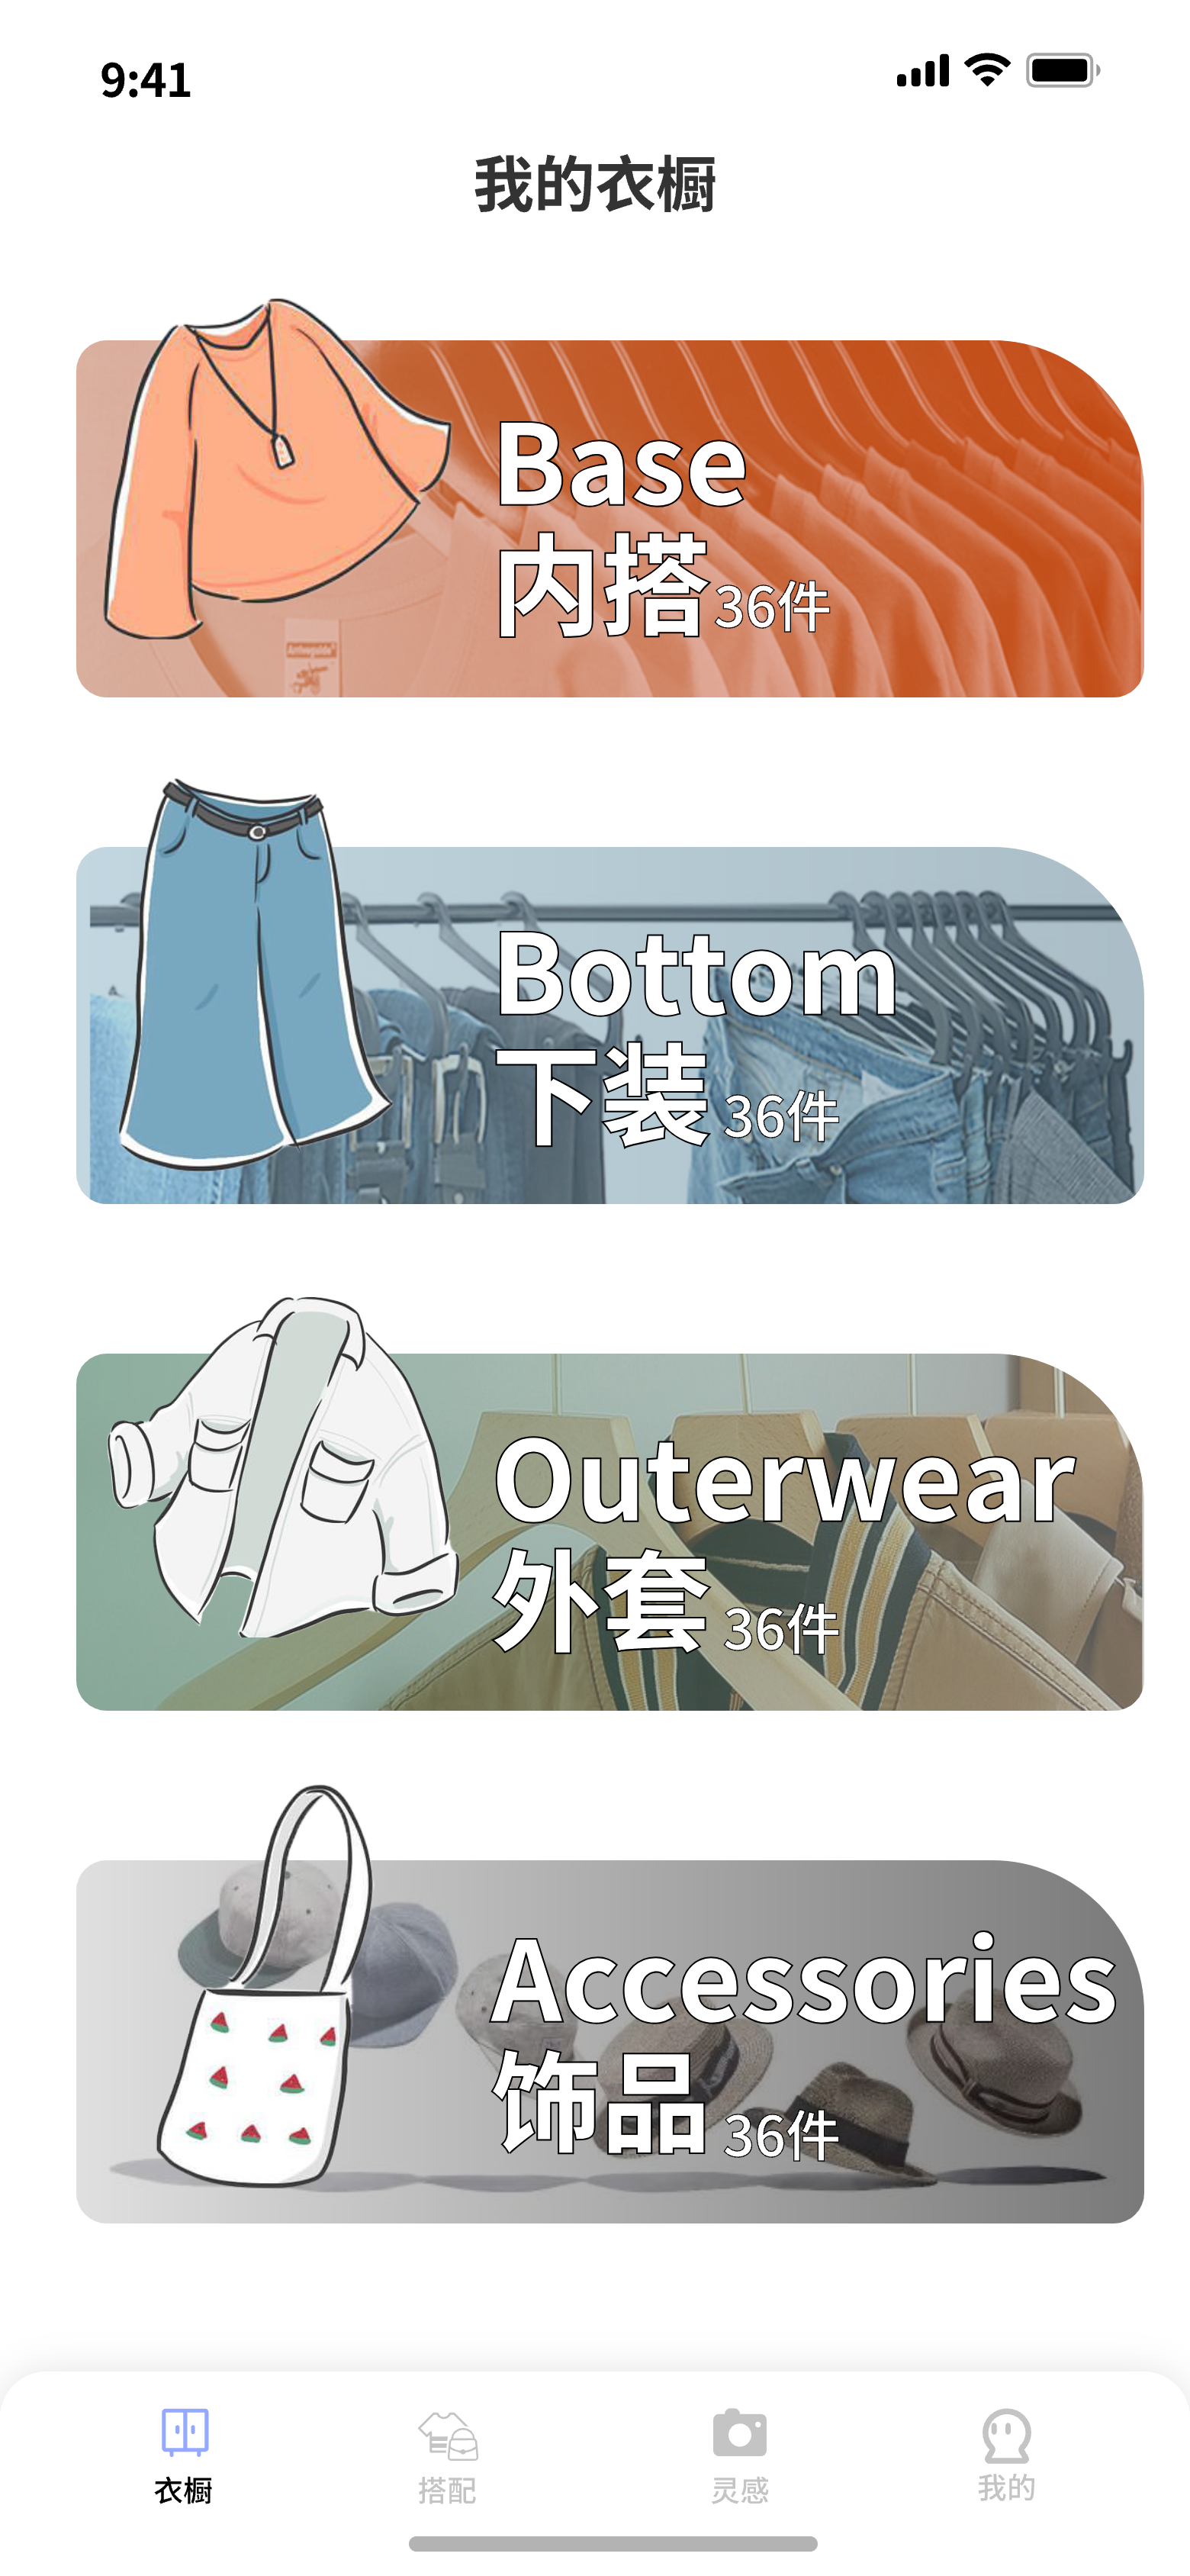 9:41
我的衣橱
Base
内搭 36件
Bottom
下装 36件
Outerwear
外套 36件
Accessories
饰品 36件
衣橱 搭配 灵感 我的